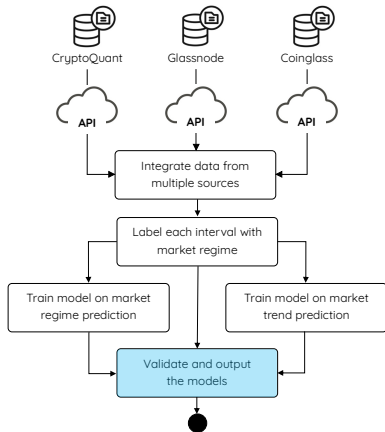 CryptoQuant
Glassnode
Coinglass
API
API
API
Integrate data from
multiple sources
Label each interval with
market regime
Train model on market
regime prediction
Train model on market
trend prediction
Validate and output
the models